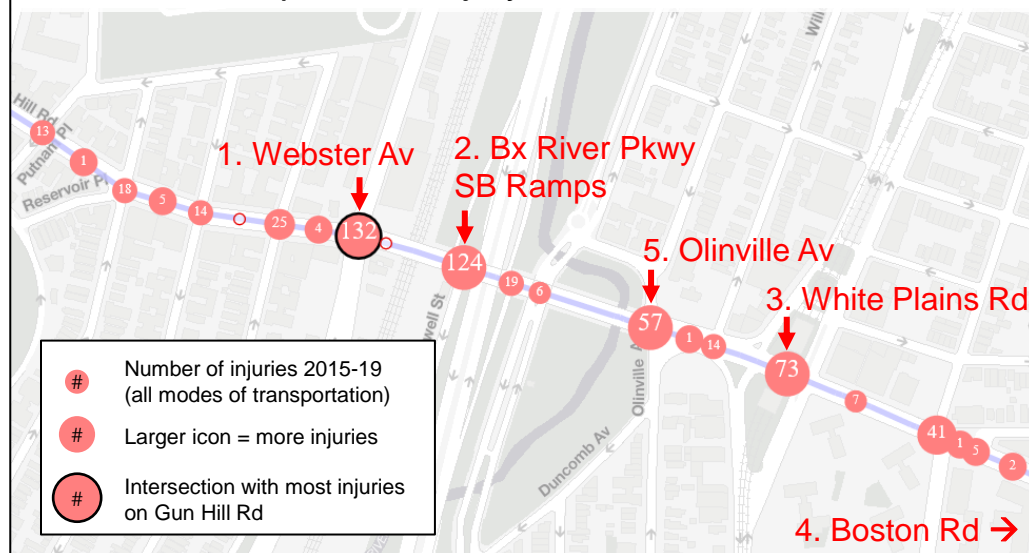 Hill Rd
Putnam Pl
Reservoir Pl
13
1
18
5
14
25
4
132
1. Webster Av
2. Bx River Pkwy
SB Ramps
124
19
6
5. Olinville Av
57
1
14
3. White Plains Rd
73
7
41
1
5
2
4. Boston Rd →
well St
Olinville A
Duncomb Av
Will
# Number of injuries 2015-19
(all modes of transportation)
# Larger icon = more injuries
# Intersection with most injuries
on Gun Hill Rd